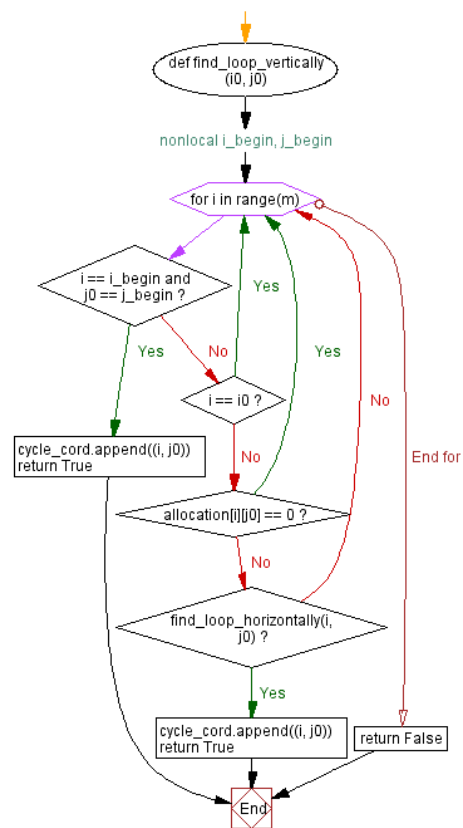 def find_loop_vertically
(i0, j0)
nonlocal i_begin, j_begin
for i in range(m)
i == i_begin and
j0 == j_begin ?
Yes
Yes
Yes
No
No
i == i0 ?
cycle_cord.append((i, j0))
return True
No
End for
allocation[i][j0] == 0 ?
No
find_loop_horizontally(i,
j0) ?
Yes
cycle_cord.append((i, j0))
return True
return False
End